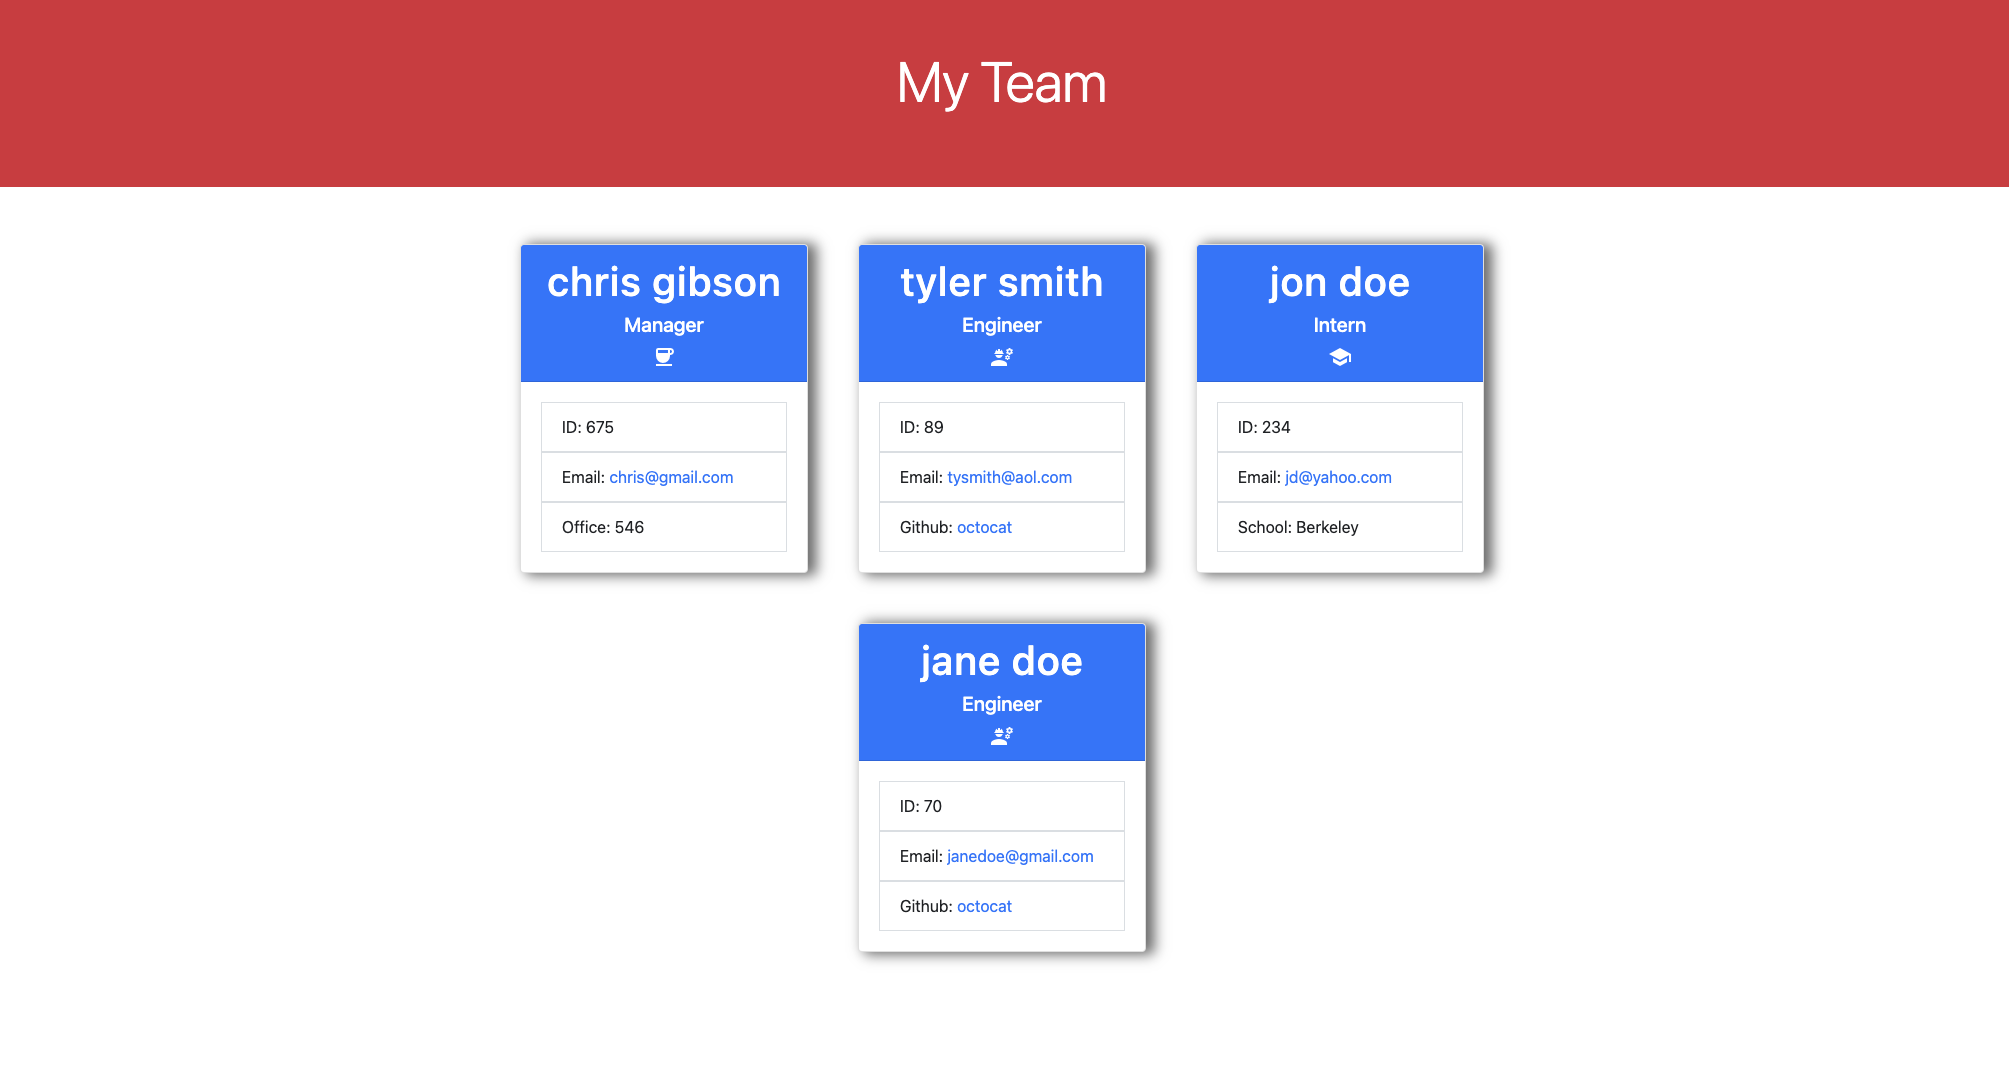 My Team
chris gibson
Manager
ID: 675
Email: chris@gmail.com
Office: 546
tyler smith
Engineer
ID: 89
Email: tysmith@aol.com
Github: octocat
jon doe
Intern
ID: 234
Email: jd@yahoo.com
School: Berkeley
jane doe
Engineer
ID: 70
Email: janedoe@gmail.com
Github: octocat